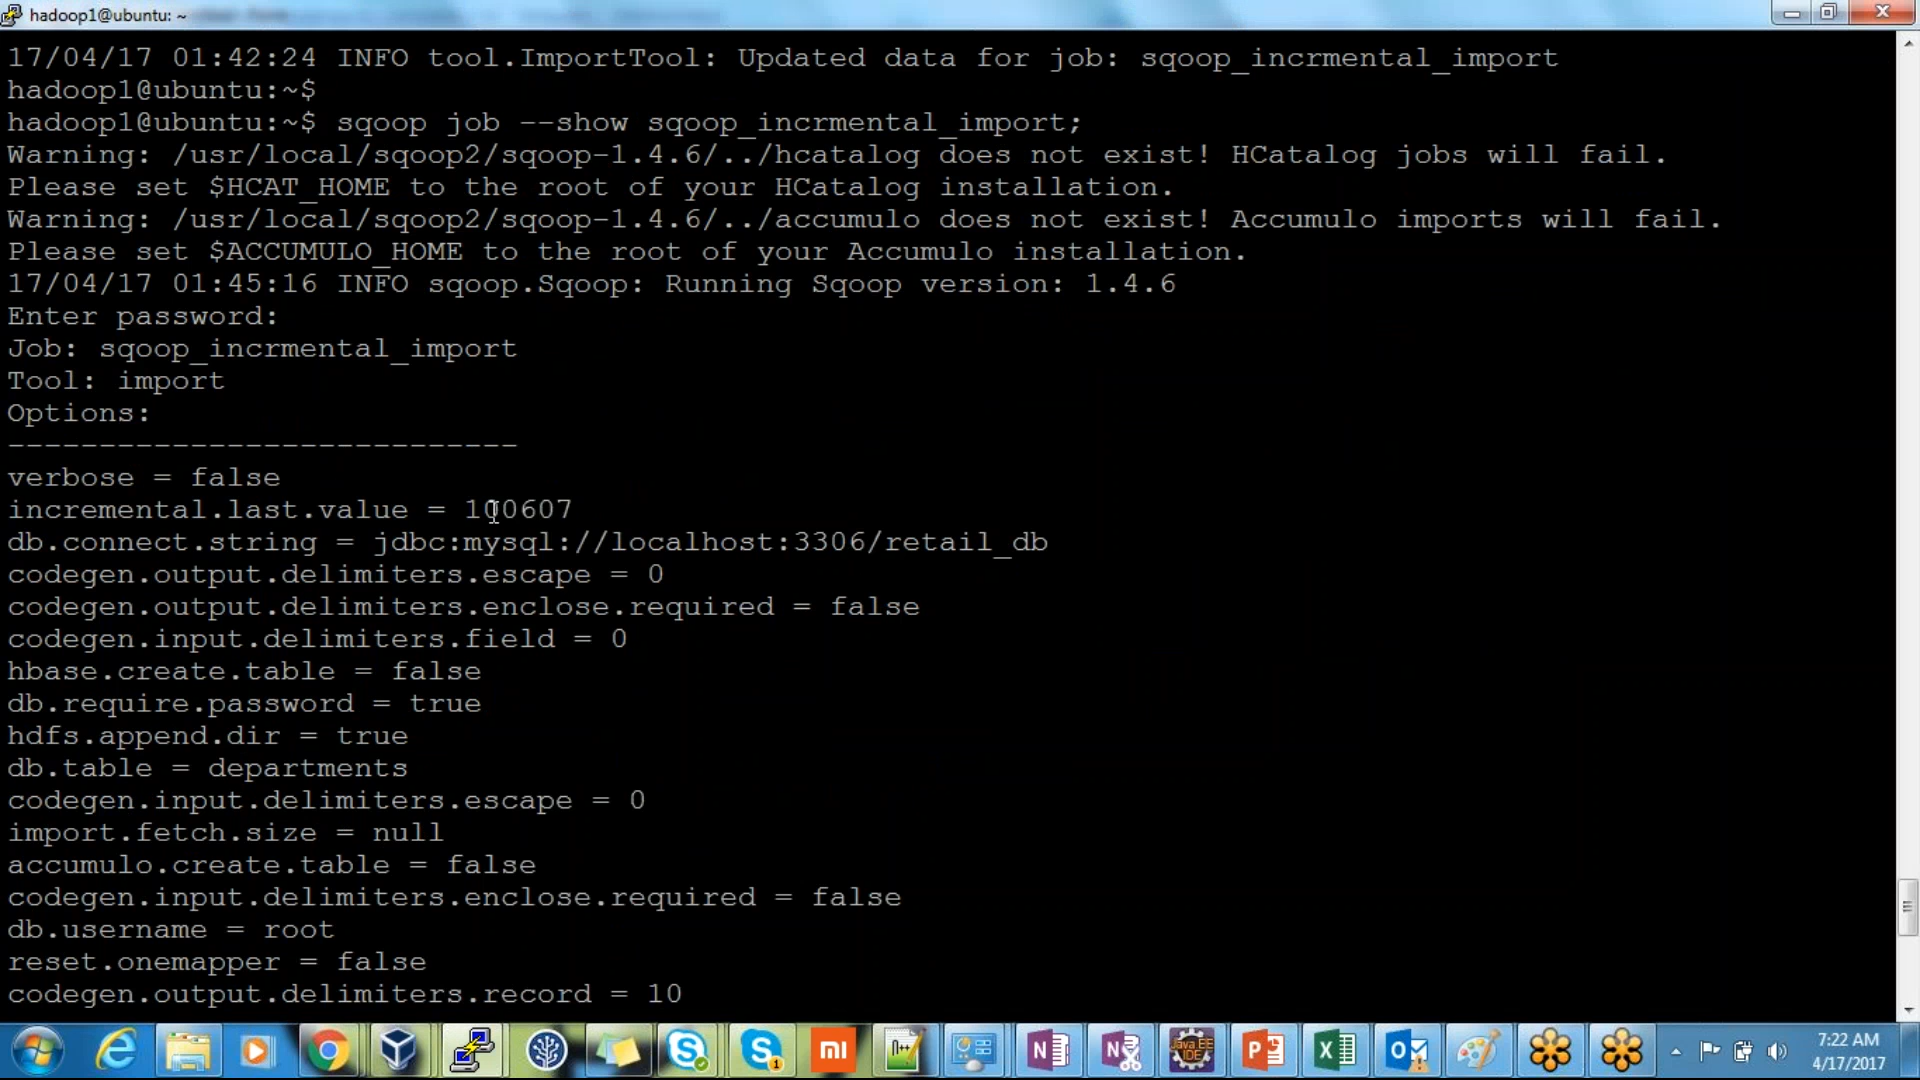 hadoop1@ubuntu: ~
17/04/17 01:42:24 INFO tool.ImportTool: Updated data for job: sqoop_incrmental_import
hadoop1@ubuntu:~$
hadoop1@ubuntu:~$ sqoop job --show sqoop_incrmental_import;
Warning: /usr/local/sqoop2/sqoop-1.4.6/../hcatalog does not exist! HCatalog jobs will fail.
Please set $HCAT_HOME to the root of your HCatalog installation.
Warning: /usr/local/sqoop2/sqoop-1.4.6/../accumulo does not exist! Accumulo imports will fail.
Please set $ACCUMULO_HOME to the root of your Accumulo installation.
17/04/17 01:45:16 INFO sqoop.Sqoop: Running Sqoop version: 1.4.6
Enter password:
Job: sqoop_incrmental_import
Tool: import
Options:
----------------------------
verbose = false
incremental.last.value = 100607
db.connect.string = jdbc:mysql://localhost:3306/retail_db
codegen.output.delimiters.escape = 0
codegen.output.delimiters.enclose.required = false
codegen.input.delimiters.field = 0
hbase.create.table = false
db.require.password = true
hdfs.append.dir = true
db.table = departments
codegen.input.delimiters.escape = 0
import.fetch.size = null
accumulo.create.table = false
codegen.input.delimiters.enclose.required = false
db.username = root
reset.onemapper = false
codegen.output.delimiters.record = 10
7:22 AM
4/17/2017